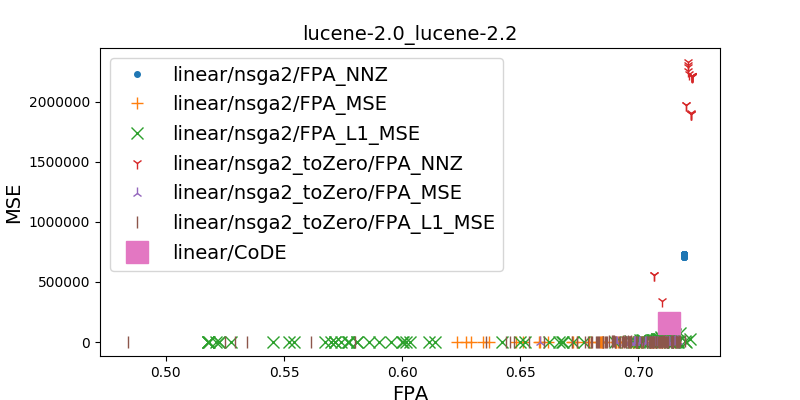 lucene-2.0_lucene-2.2
linear/nsga2/FPA_NNZ
linear/nsga2/FPA_MSE
linear/nsga2/FPA_L1_MSE
linear/nsga2_toZero/FPA_NNZ
linear/nsga2_toZero/FPA_MSE
linear/nsga2_toZero/FPA_L1_MSE
linear/CoDE
MSE
2000000
1500000
1000000
500000
0
0.50 0.55 0.60 0.65 0.70
FPA